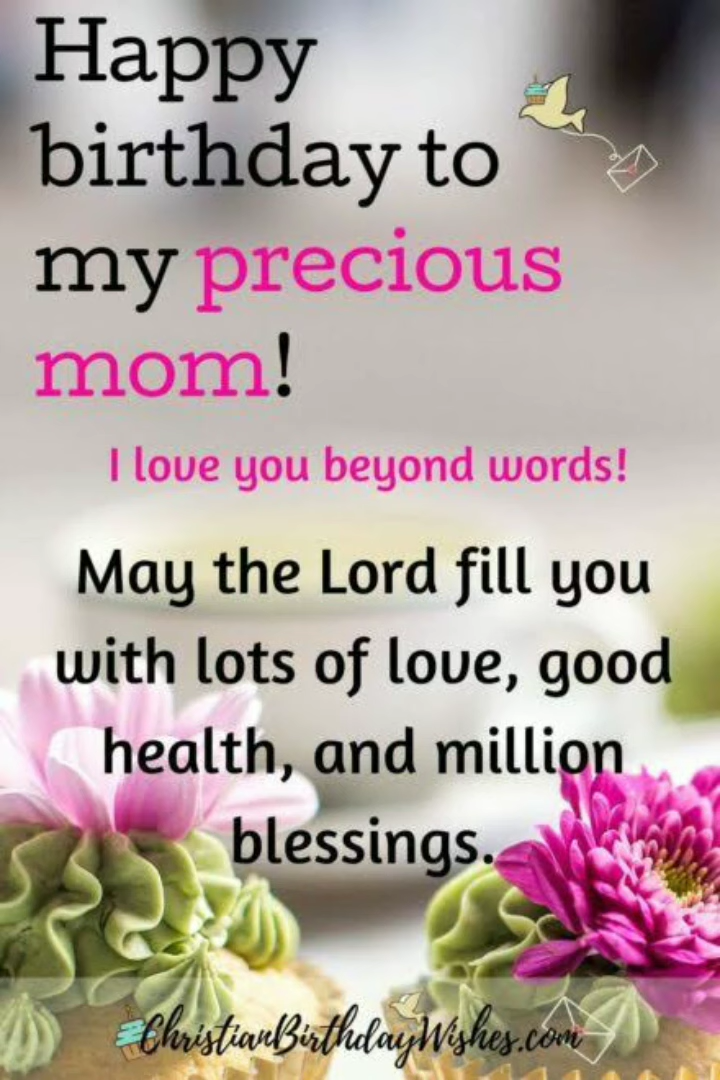 Happy
birthday to
my precious
mom!
I love you beyond words!
May the Lord fill you
with lots of love, good
health, and million
blessings.
ChristianBirthdayWishes.com